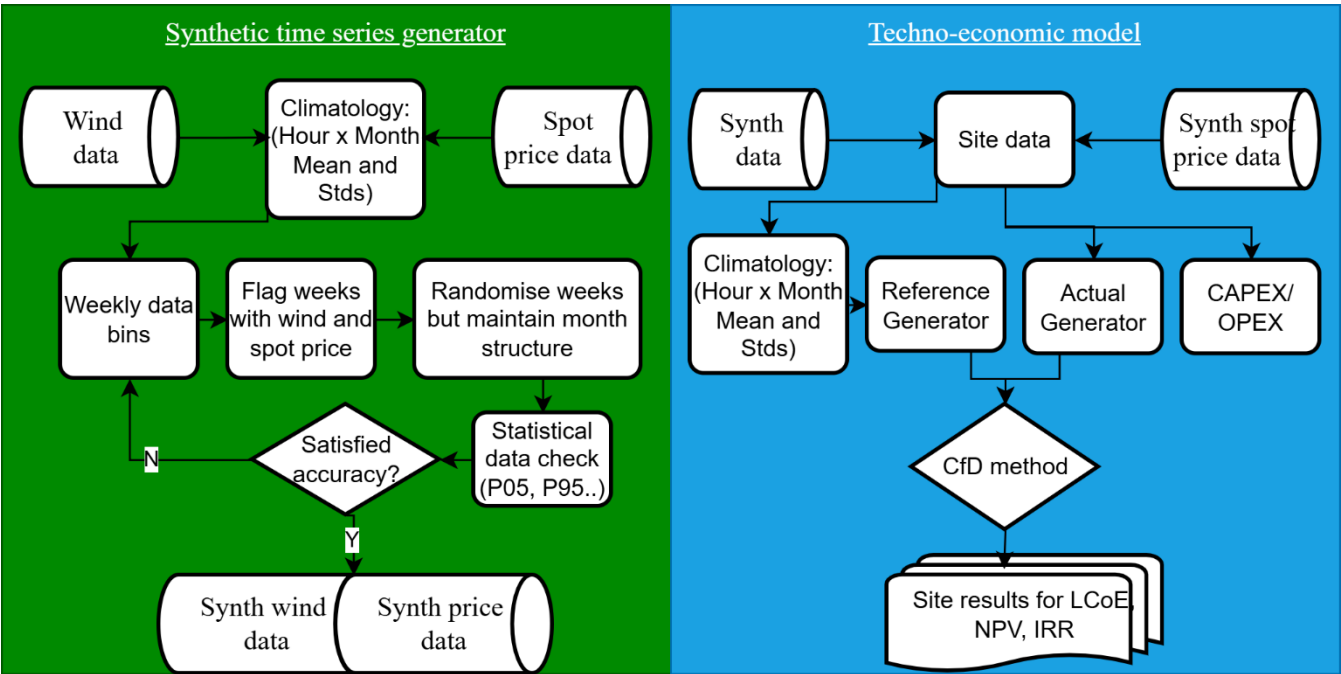 Synthetic time series generator
Wind
data
Climatology:
(Hour x Month
Mean and
Stds)
Spot
price data
Weekly data
bins
Flag weeks
with wind and
spot price
Randomise weeks
but maintain month
structure
Statistical
data check
(P05, P95..)
Satisfied
accuracy?
N
Y
Synth wind
data
Synth price
data
Techno-economic model
Synth
data
Site data
Synth spot
price data
Climatology:
(Hour x Month
Mean and
Stds)
Reference
Generator
Actual
Generator
CAPEX/
OPEX
CfD method
Site results for LCoE,
NPV, IRR